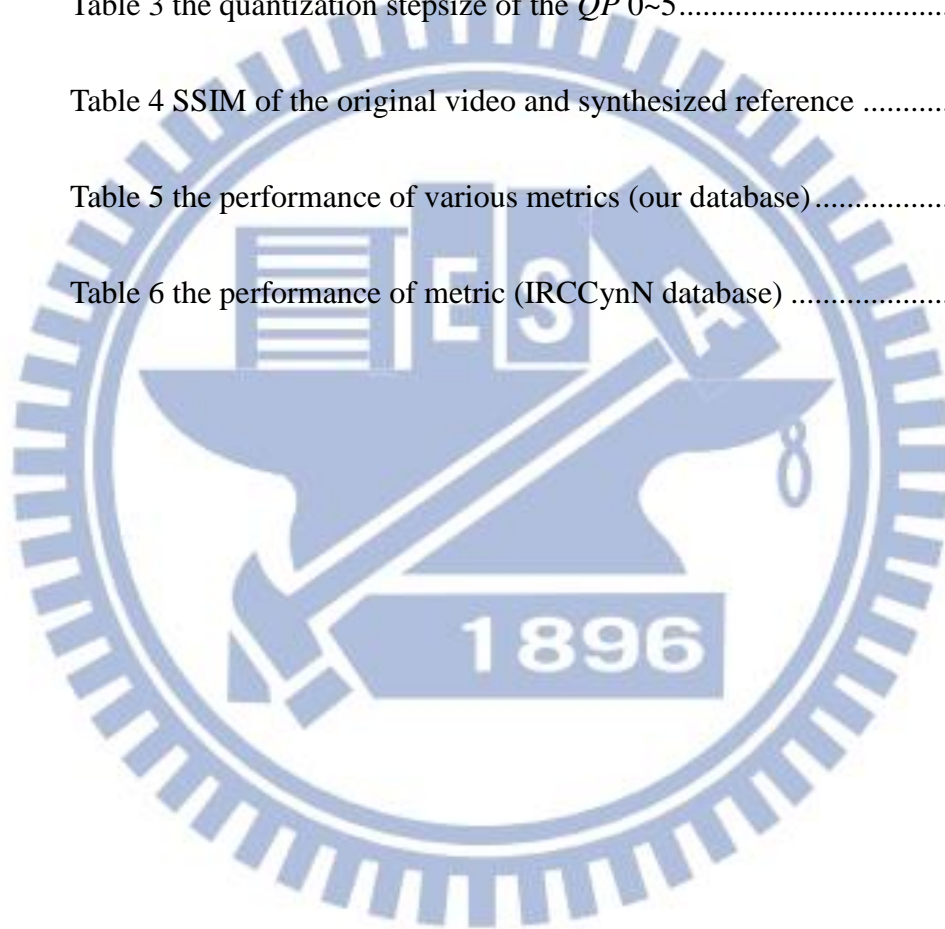 Table 3 the quantization stepsize of the QP 0~5................................
Table 4 SSIM of the original video and synthesized reference ...........
Table 5 the performance of various metrics (our database).................
Table 6 the performance of metric (IRCCynN database) ....................
E S A
1896